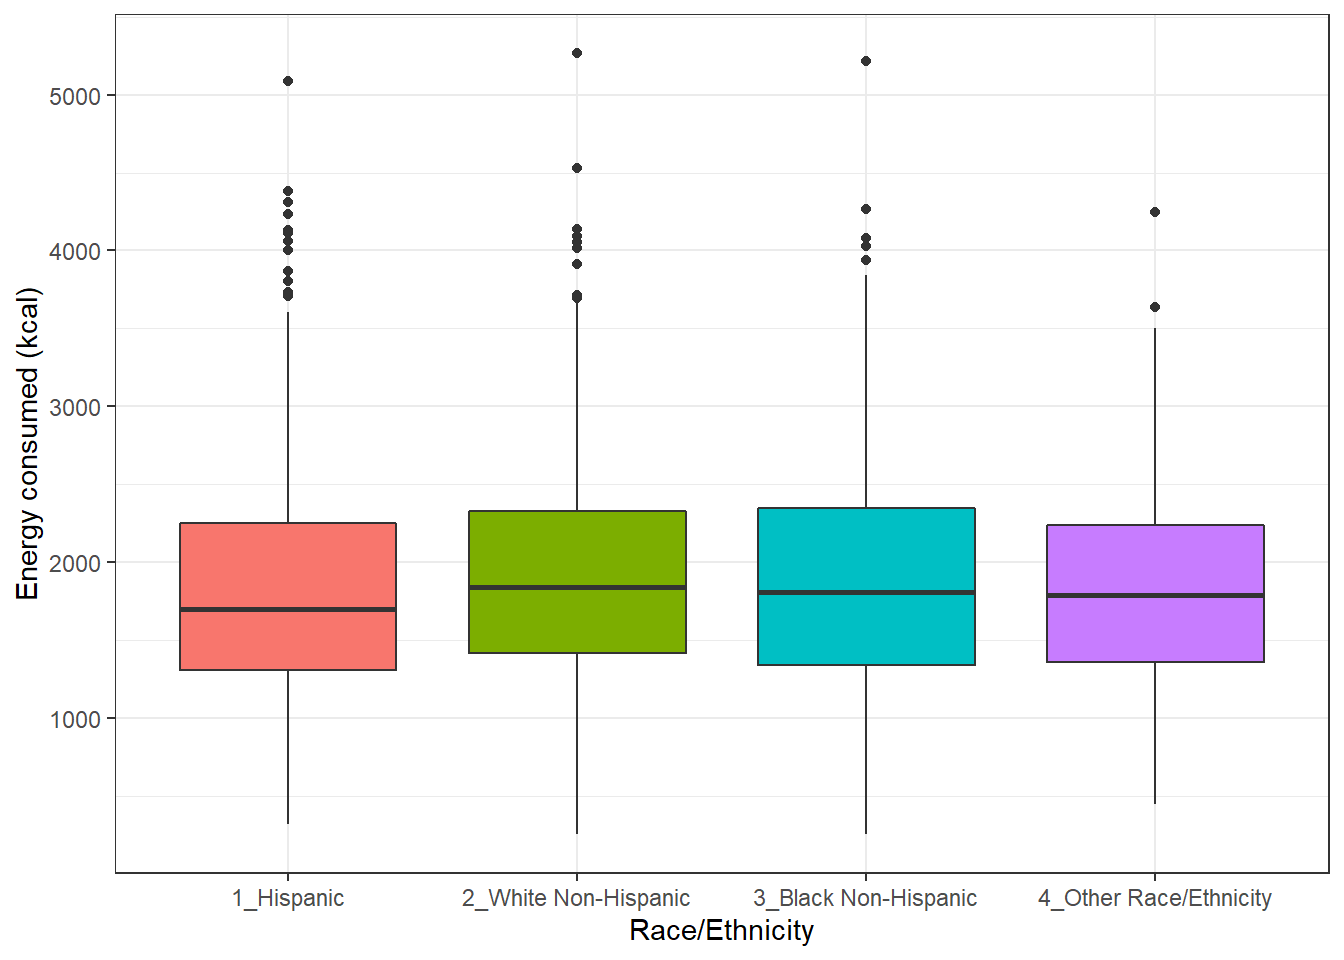 Energy consumed (kcal)
5000
4000
3000
2000
1000
1_Hispanic
2_White Non-Hispanic
3_Black Non-Hispanic
4_Other Race/Ethnicity
Race/Ethnicity